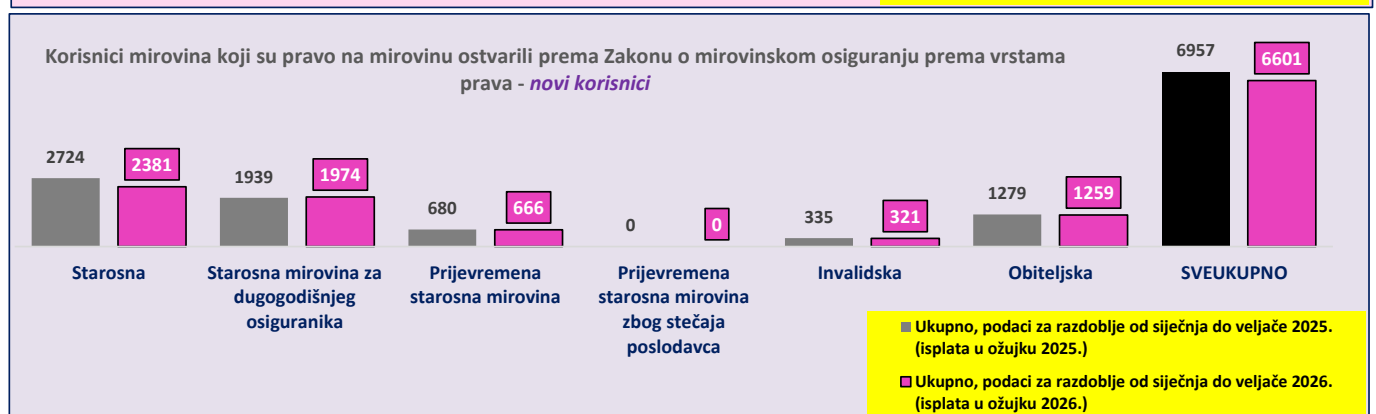 Korisnici mirovina koji su pravo na mirovinu ostvarili prema Zakonu o mirovinskom osiguranju prema vrstama
prava - novi korisnici
2724
2381
1939
1974
680
666
0
0
335
321
1279
1259
6957
6601
Starosna
Starosna mirovina za
dugogodišnjeg
osiguranika
Prijevremena
starosna mirovina
Prijevremena
starosna mirovina
zbog stečaja
poslodavca
Invalidska
Obiteljska
SVEUKUPNO
Ukupno, podaci za razdoblje od siječnja do veljače 2025.
(isplata u ožujku 2025.)
Ukupno, podaci za razdoblje od siječnja do veljače 2026.
(isplata u ožujku 2026.)